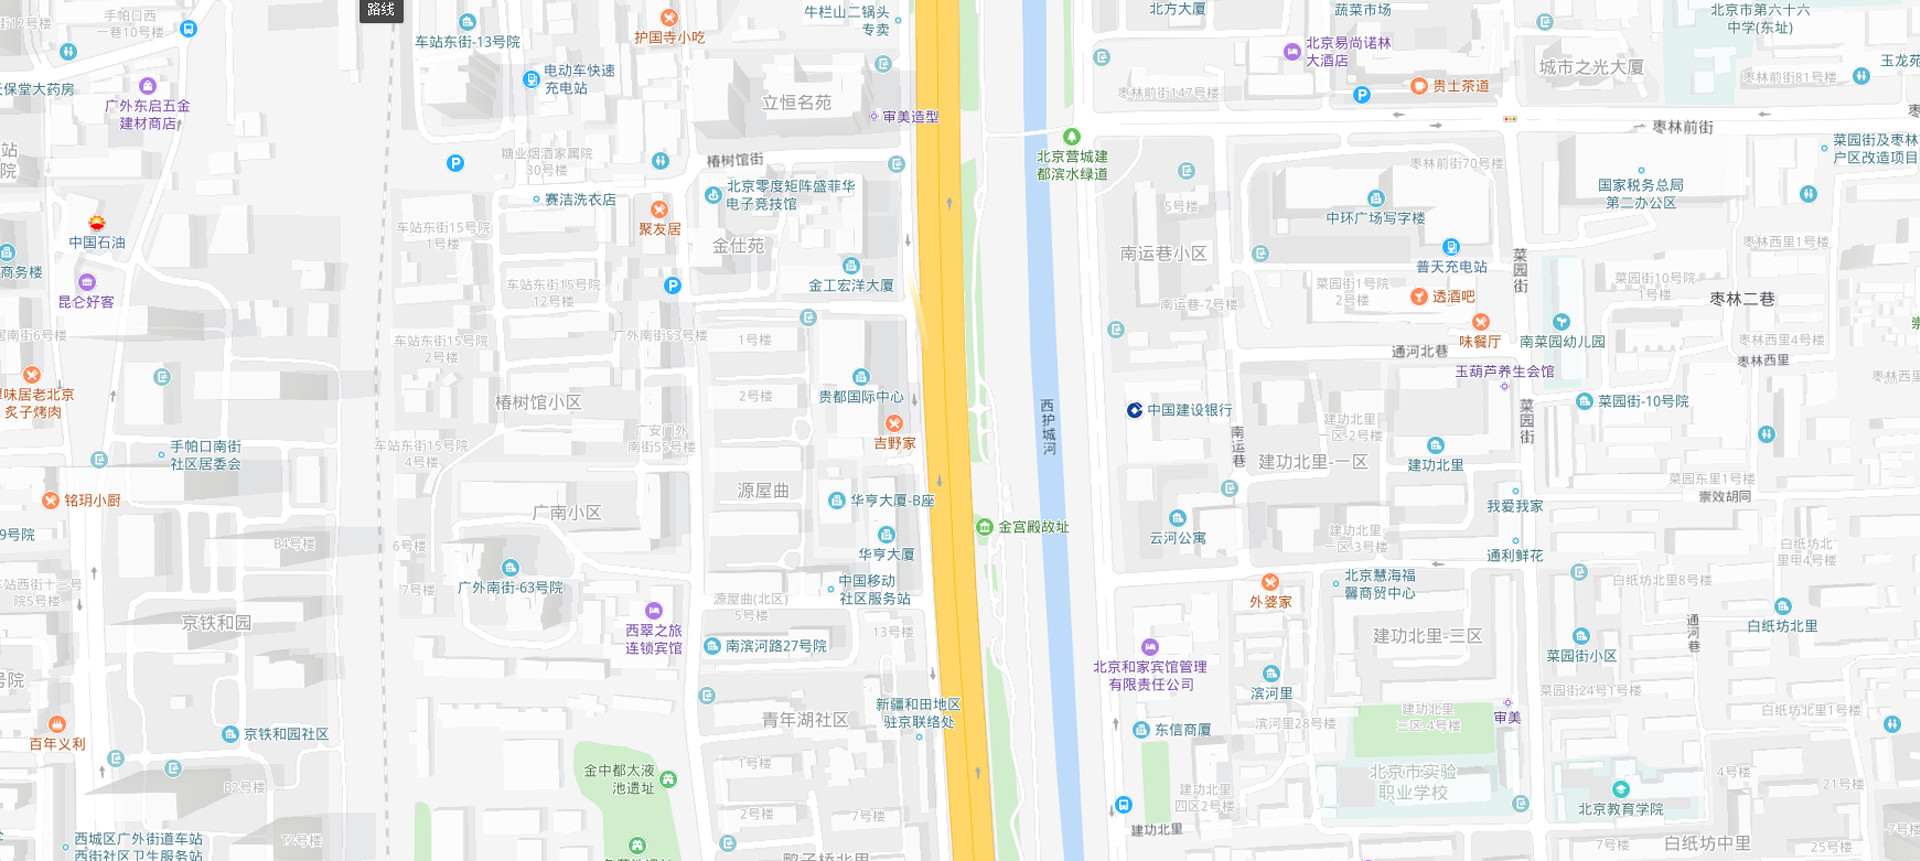 路线
手帕口西
一巷10号楼
街12号楼
车站东街-13号院
护国寺小吃
牛栏山二锅头
专卖
北方大厦
蔬菜市场
北京市第六十六
中学(东址)
北京易尚诺林
大酒店
城市之光大厦
枣林前街81号楼
玉龙苑
保堂大药房
广外东启五金
建材商店
电动车快速
充电站
立恒名苑
审美造型
枣林前街147号楼
贵士茶道
枣林前街
菜园街及枣林
户区改造项目
站
院
糖业烟酒家属院
30号楼
椿树馆街
北京营城建
都滨水绿道
枣林前街70号楼
国家税务总局
第二办公区
赛洁洗衣店
北京零度矩阵盛菲华
电子竞技馆
5号楼
中环广场写字楼
中国石油
车站东街15号院
1号楼
聚友居
金仕苑
南运巷小区
普天充电站
菜园街
枣林西里1号楼
商务楼
昆仑好客
车站东街15号院
12号楼
金工宏洋大厦
南运巷-7号楼
菜园街1号院
2号楼
透酒吧
菜园街10号院
1号楼
枣林二巷
居南街6号楼
车站东街15号院
2号楼
广外南街53号楼
1号楼
味餐厅
南菜园幼儿园
枣林西里4号楼
通河北巷
枣林西里
味居老北京
炙子烤肉
椿树馆小区
2号楼
贵都国际中心
西护城河
中国建设银行
玉葫芦养生会馆
菜园街-10号院
枣林西里
菜园街
手帕口南街
社区居委会
车站东街15号院
4号楼
广安门外
南街55号楼
吉野家
南运巷
建功北里
一区-2号楼
建功北里-一区
建功北里
菜园东里1号楼
崇效胡同
铭玥小厨
源屋曲
华亨大厦-B座
我爱我家
9号院
广南小区
金宫殿故址
云河公寓
建功北里
一区-3号楼
通利鲜花
白纸坊北
里甲4号楼
B4号楼
6号楼
华亨大厦
7号楼
广外南街-63号院
中国移动
社区服务站
北京慧海福
馨商贸中心
白纸坊北里8号楼
车站西街十三号
院5号楼
源屋曲(北区)
5号楼
外婆家
京铁和园
西翠之旅
连锁宾馆
13号楼
南滨河路27号院
建功北里-三区
通河巷
白纸坊北里
菜园街小区
号院
北京和家宾馆管理
有限责任公司
滨河里
菜园街24号1号楼
新疆和田地区
驻京联络处
青年湖社区
东信商厦
滨河里28号楼
建功北里
三区-4号楼
审美
白纸坊北里1号楼
百年义利
京铁和园社区
金中都太液
池遗址
1号楼
北京市实验
职业学校
4号楼
21号楼
B2号楼
建功北里
四区2号楼
北京教育学院
2号楼
7号楼
建功北里
西城区广外街道车站
西街社区卫生服务站
鸭子桥北里
7号楼
白纸坊中里
25号楼
7号楼